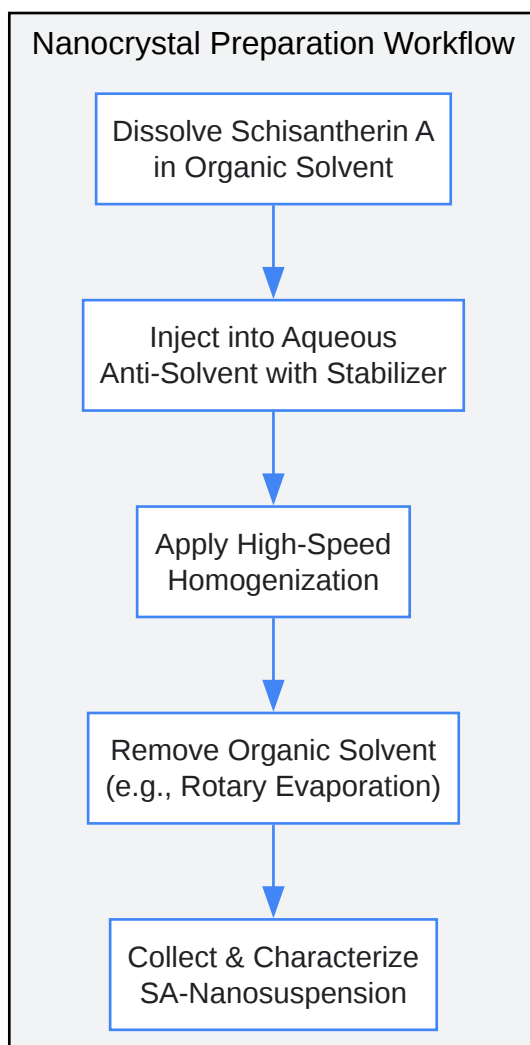 Nanocrystal Preparation Workflow
Dissolve Schisantherin A
in Organic Solvent
Inject into Aqueous
Anti-Solvent with Stabilizer
Apply High-Speed
Homogenization
Remove Organic Solvent
(e.g., Rotary Evaporation)
Collect & Characterize
SA-Nanosuspension